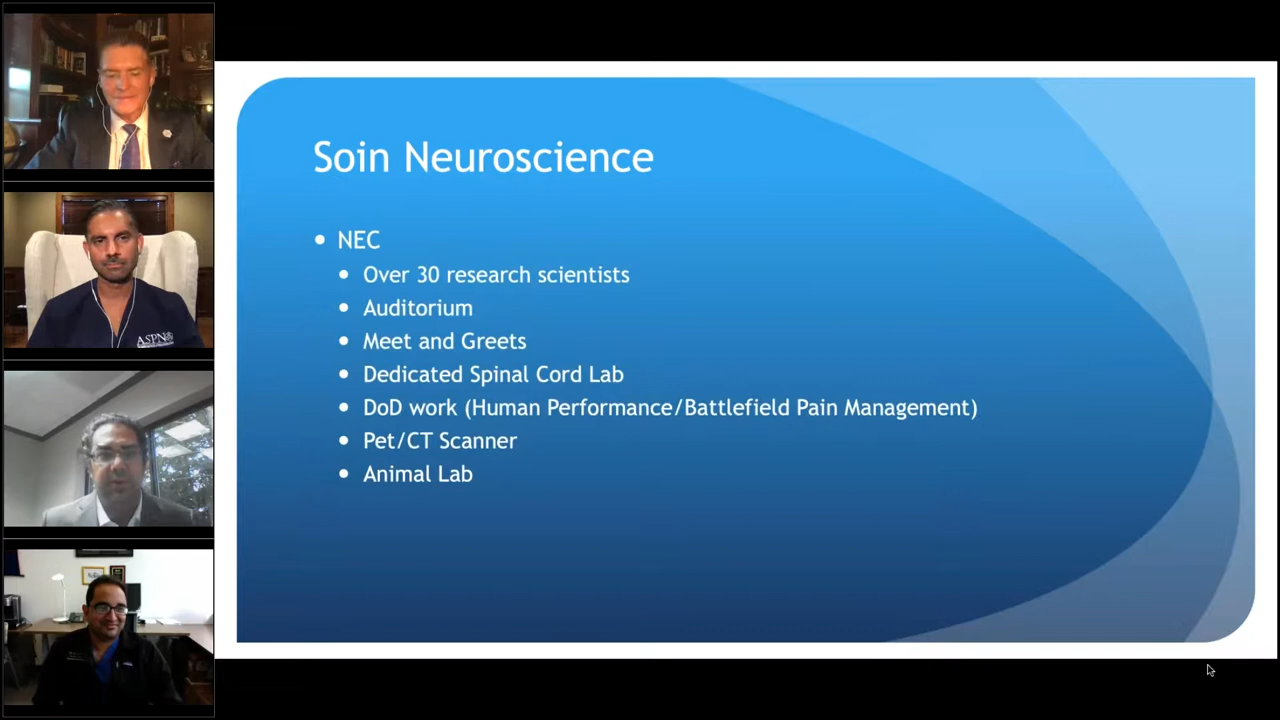 Soin Neuroscience
• NEC
• Over 30 research scientists
• Auditorium
• Meet and Greets
• Dedicated Spinal Cord Lab
• DoD work (Human Performance/Battlefield Pain Management)
• Pet/CT Scanner
• Animal Lab
ASPN